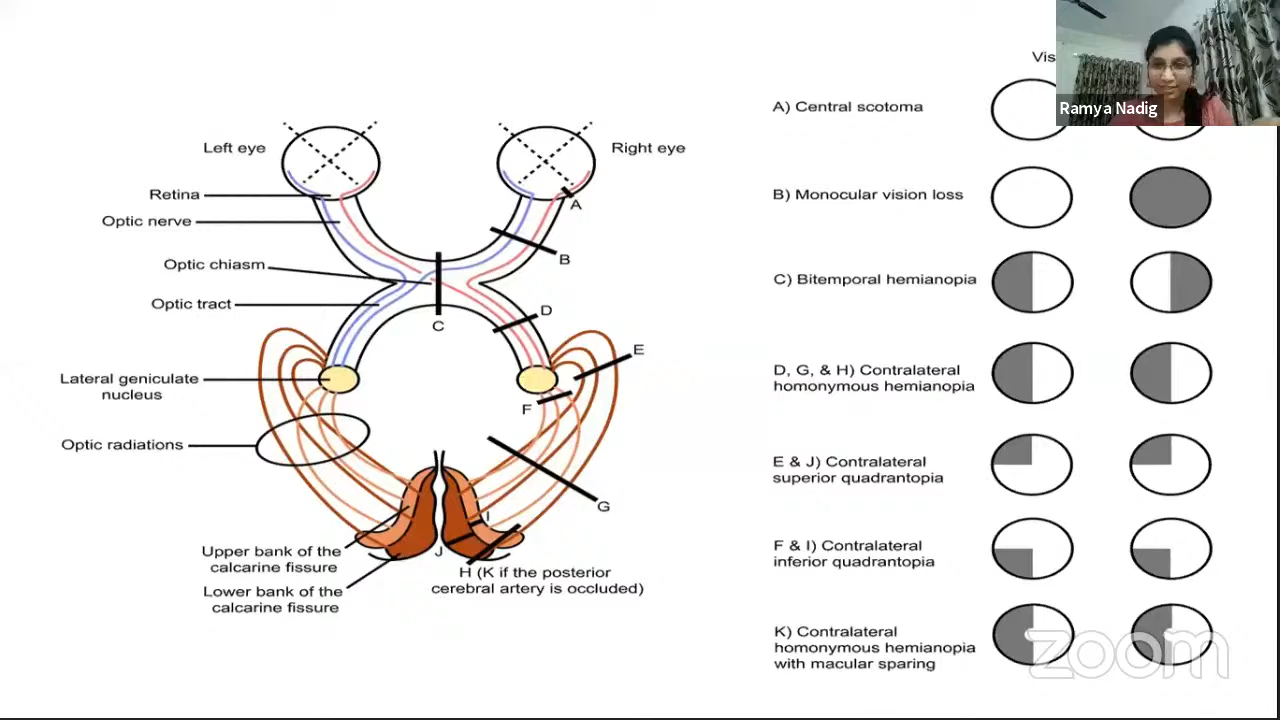 Vis
Ramya Nadig
Left eye
Right eye
Retina
Optic nerve
Optic chiasm
Optic tract
Lateral geniculate
nucleus
Optic radiations
Upper bank of the
calcarine fissure
Lower bank of the
calcarine fissure
A
B
C
D
E
F
G
I
J
H (K if the posterior
cerebral artery is occluded)
A) Central scotoma
B) Monocular vision loss
C) Bitemporal hemianopia
D, G, & H) Contralateral
homonymous hemianopia
E & J) Contralateral
superior quadrantopia
F & I) Contralateral
inferior quadrantopia
K) Contralateral
homonymous hemianopia
with macular sparing
zoom